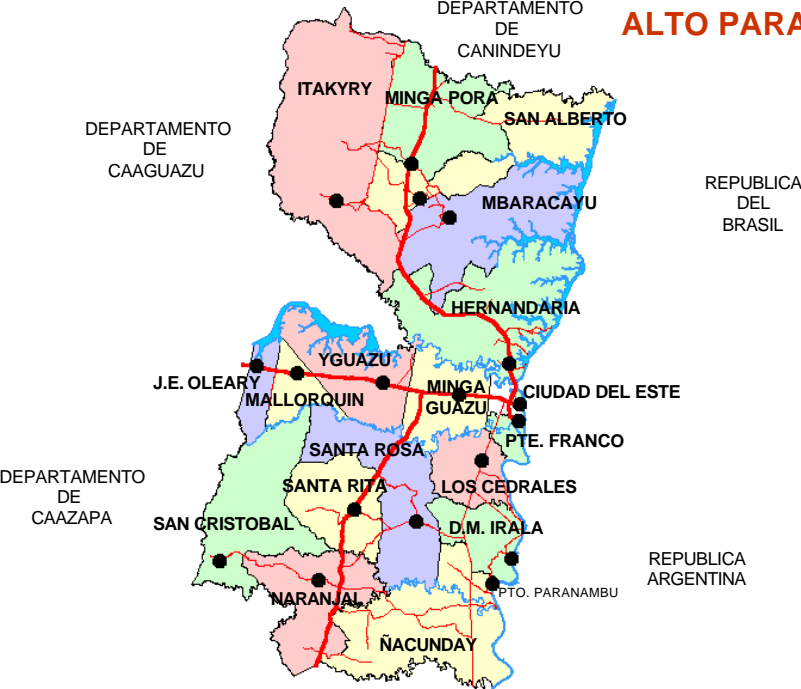 DEPARTAMENTO
DE
CANINDEYU
ALTO PARA
ITAKYRY
MINGA PORA
SAN ALBERTO
DEPARTAMENTO
DE
CAAGUAZU
REPUBLICA
DEL
BRASIL
MBARACAYU
HERNANDARIA
YGUAZU
J.E. OLEARY
MALLORQUIN
MINGA
GUAZU
CIUDAD DEL ESTE
PTE. FRANCO
SANTA ROSA
DEPARTAMENTO
DE
CAAZAPA
SANTA RITA
LOS CEDRALES
SAN CRISTOBAL
D.M. IRALA
REPUBLICA
ARGENTINA
PTO. PARANAMBU
NARANJAL
ÑACUNDAY